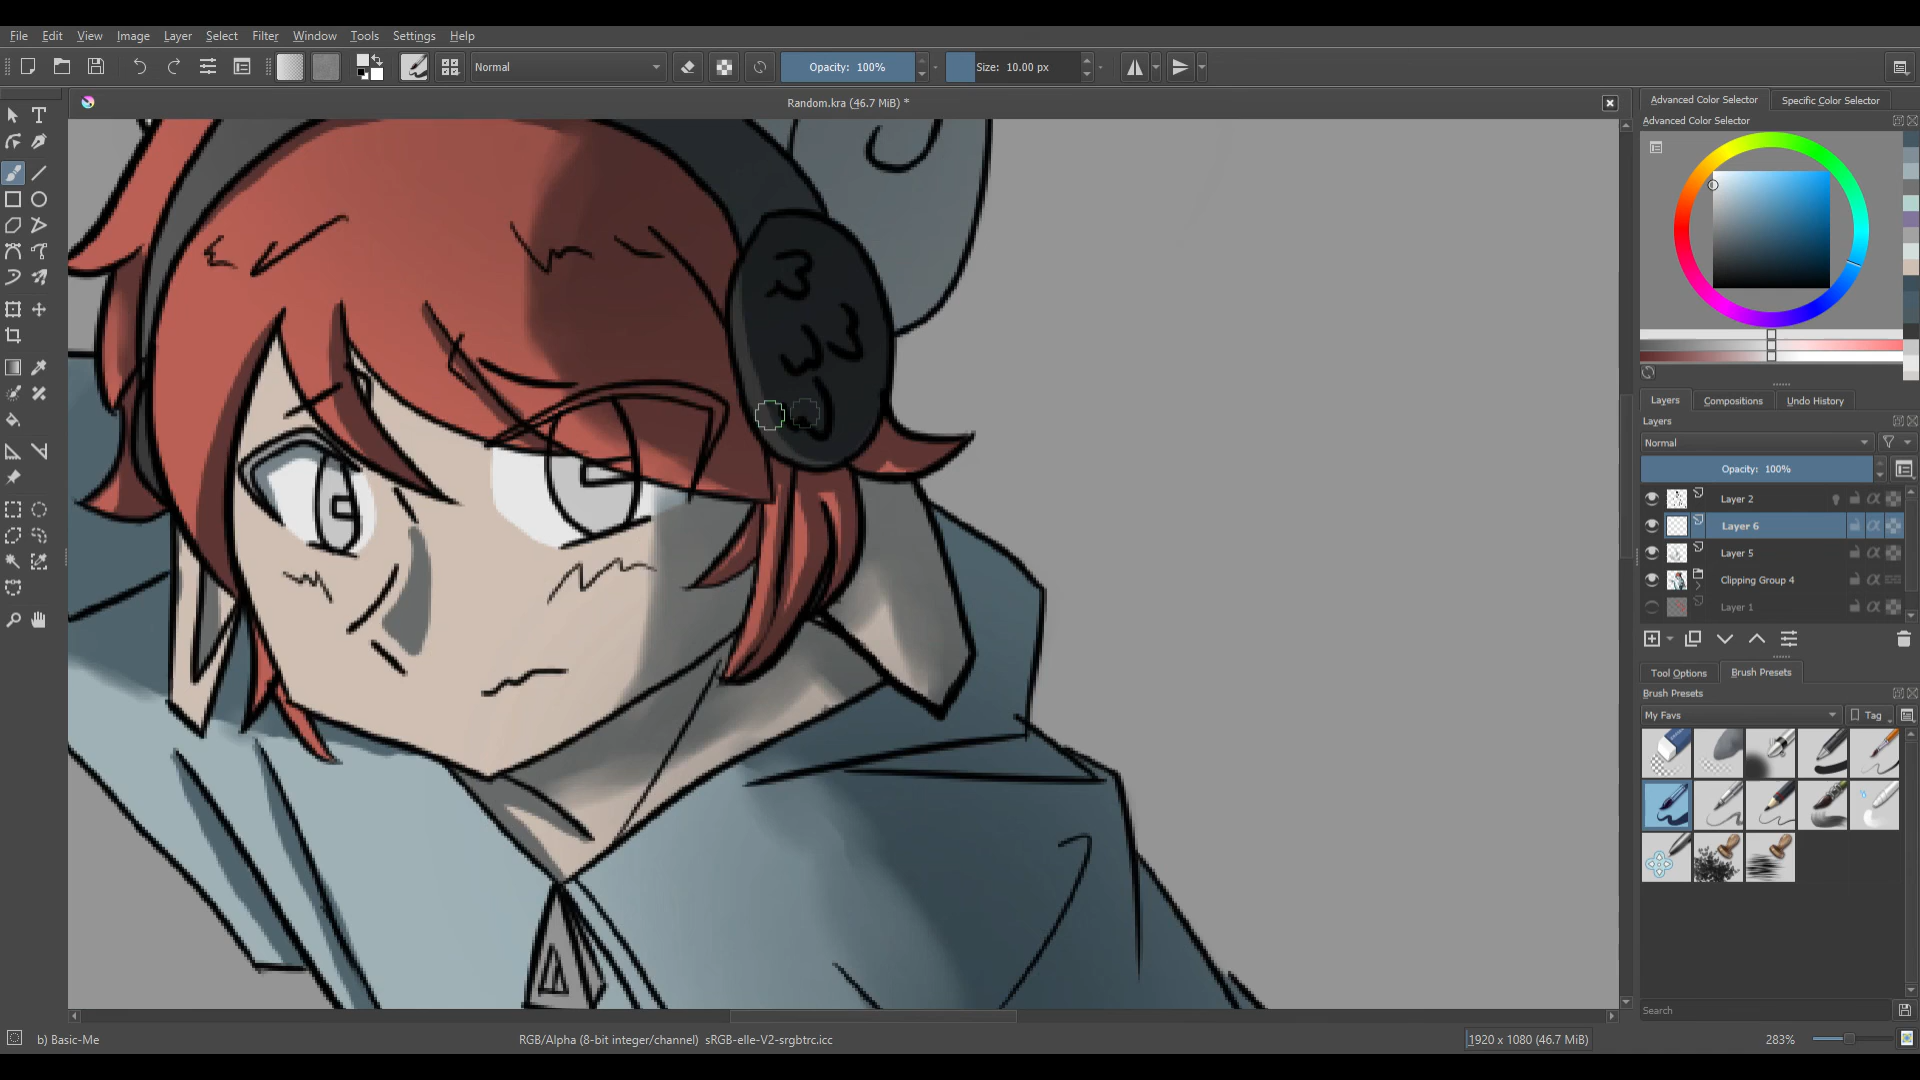 File Edit View Image Layer Select Filter Tools Settings Window Help
Normal
Opacity: 100%
Size: 10.00 px
Random.kra (46.7 MiB) *
Advanced Color Selector
Specific Color Selector
Advanced Color Selector
Layers
Compositions
Undo History
Layers
Normal
Opacity: 100%
Layer 2
Layer 6
Layer 5
Clipping Group 4
Layer 1
Tool Options
Brush Presets
Brush Presets
My Favs
Tag
Search
b) Basic-Me
RGB/Alpha (8-bit integer/channel) sRGB-elle-V2-srgbtrc.icc
1920 x 1080 (46.7 MiB)
283%